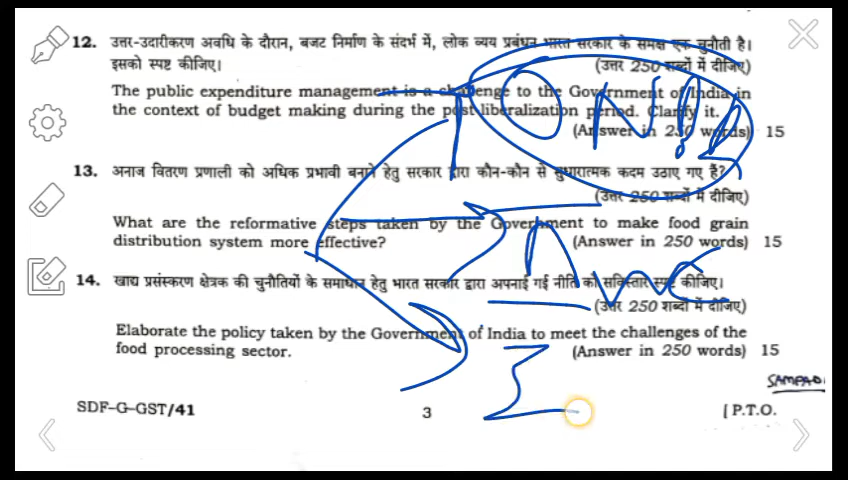 12. उत्तर-उदारीकरण अवधि के दौरान, बजट निर्माण के संदर्भ में, लोक व्यय प्रबंधन भारत सरकार के समक्ष एक चुनौती है।
इसको स्पष्ट कीजिए। (उत्तर 250 शब्दों में दीजिए)
The public expenditure management is a challenge to the Government of India in
the context of budget making during the post-liberalization period. Clarify it.
(Answer in 250 words) 15
13. अनाज वितरण प्रणाली को अधिक प्रभावी बनाने हेतु सरकार द्वारा कौन-कौन से सुधारात्मक कदम उठाए गए हैं?
(उत्तर 250 शब्दों में दीजिए)
What are the reformative steps taken by the Government to make food grain
distribution system more effective? (Answer in 250 words) 15
14. खाद्य प्रसंस्करण क्षेत्रक की चुनौतियों के समाधान हेतु भारत सरकार द्वारा अपनाई गई नीति को सविस्तार स्पष्ट कीजिए।
(उत्तर 250 शब्दों में दीजिए)
Elaborate the policy taken by the Government of India to meet the challenges of the
food processing sector. (Answer in 250 words) 15
SDF-G-GST/41 3 [ P.T.O.